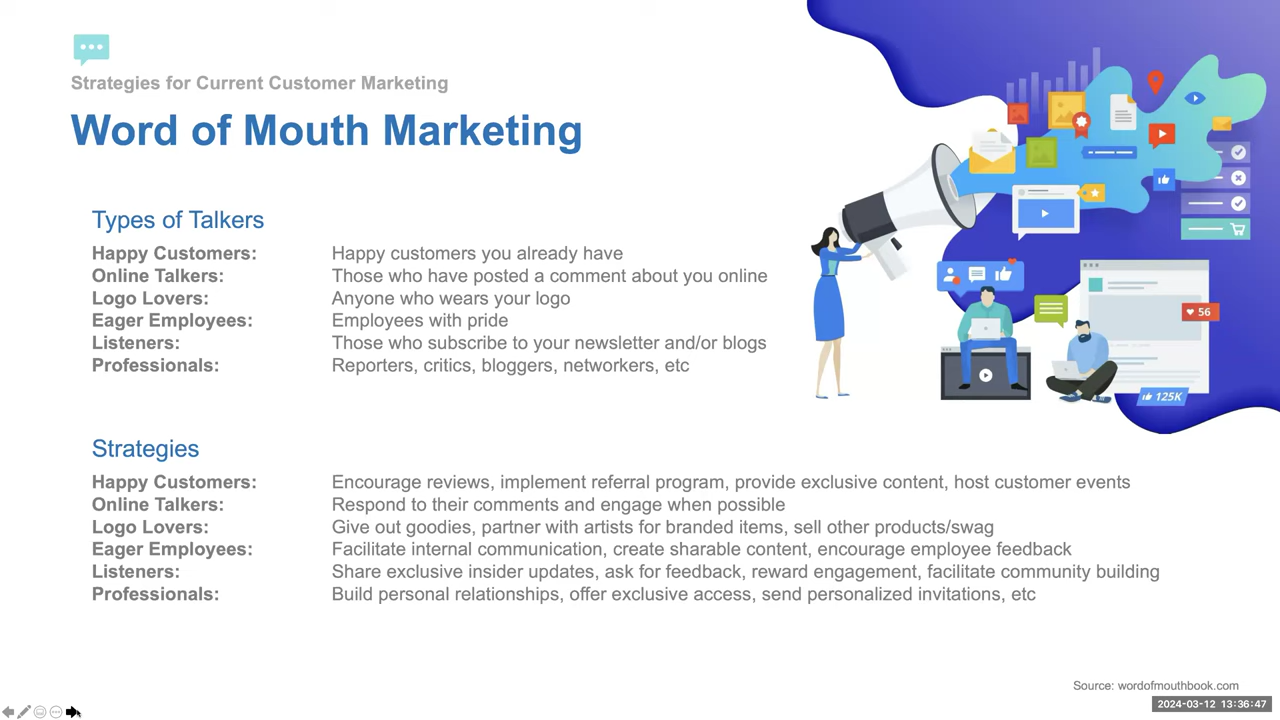 Strategies for Current Customer Marketing
Word of Mouth Marketing
Types of Talkers
Happy Customers: Happy customers you already have
Online Talkers: Those who have posted a comment about you online
Logo Lovers: Anyone who wears your logo
Eager Employees: Employees with pride
Listeners: Those who subscribe to your newsletter and/or blogs
Professionals: Reporters, critics, bloggers, networkers, etc
56
125K
Strategies
Happy Customers: Encourage reviews, implement referral program, provide exclusive content, host customer events
Online Talkers: Respond to their comments and engage when possible
Logo Lovers: Give out goodies, partner with artists for branded items, sell other products/swag
Eager Employees: Facilitate internal communication, create sharable content, encourage employee feedback
Listeners: Share exclusive insider updates, ask for feedback, reward engagement, facilitate community building
Professionals: Build personal relationships, offer exclusive access, send personalized invitations, etc
Source: wordofmouthbook.com
2024-03-12 13:36:47